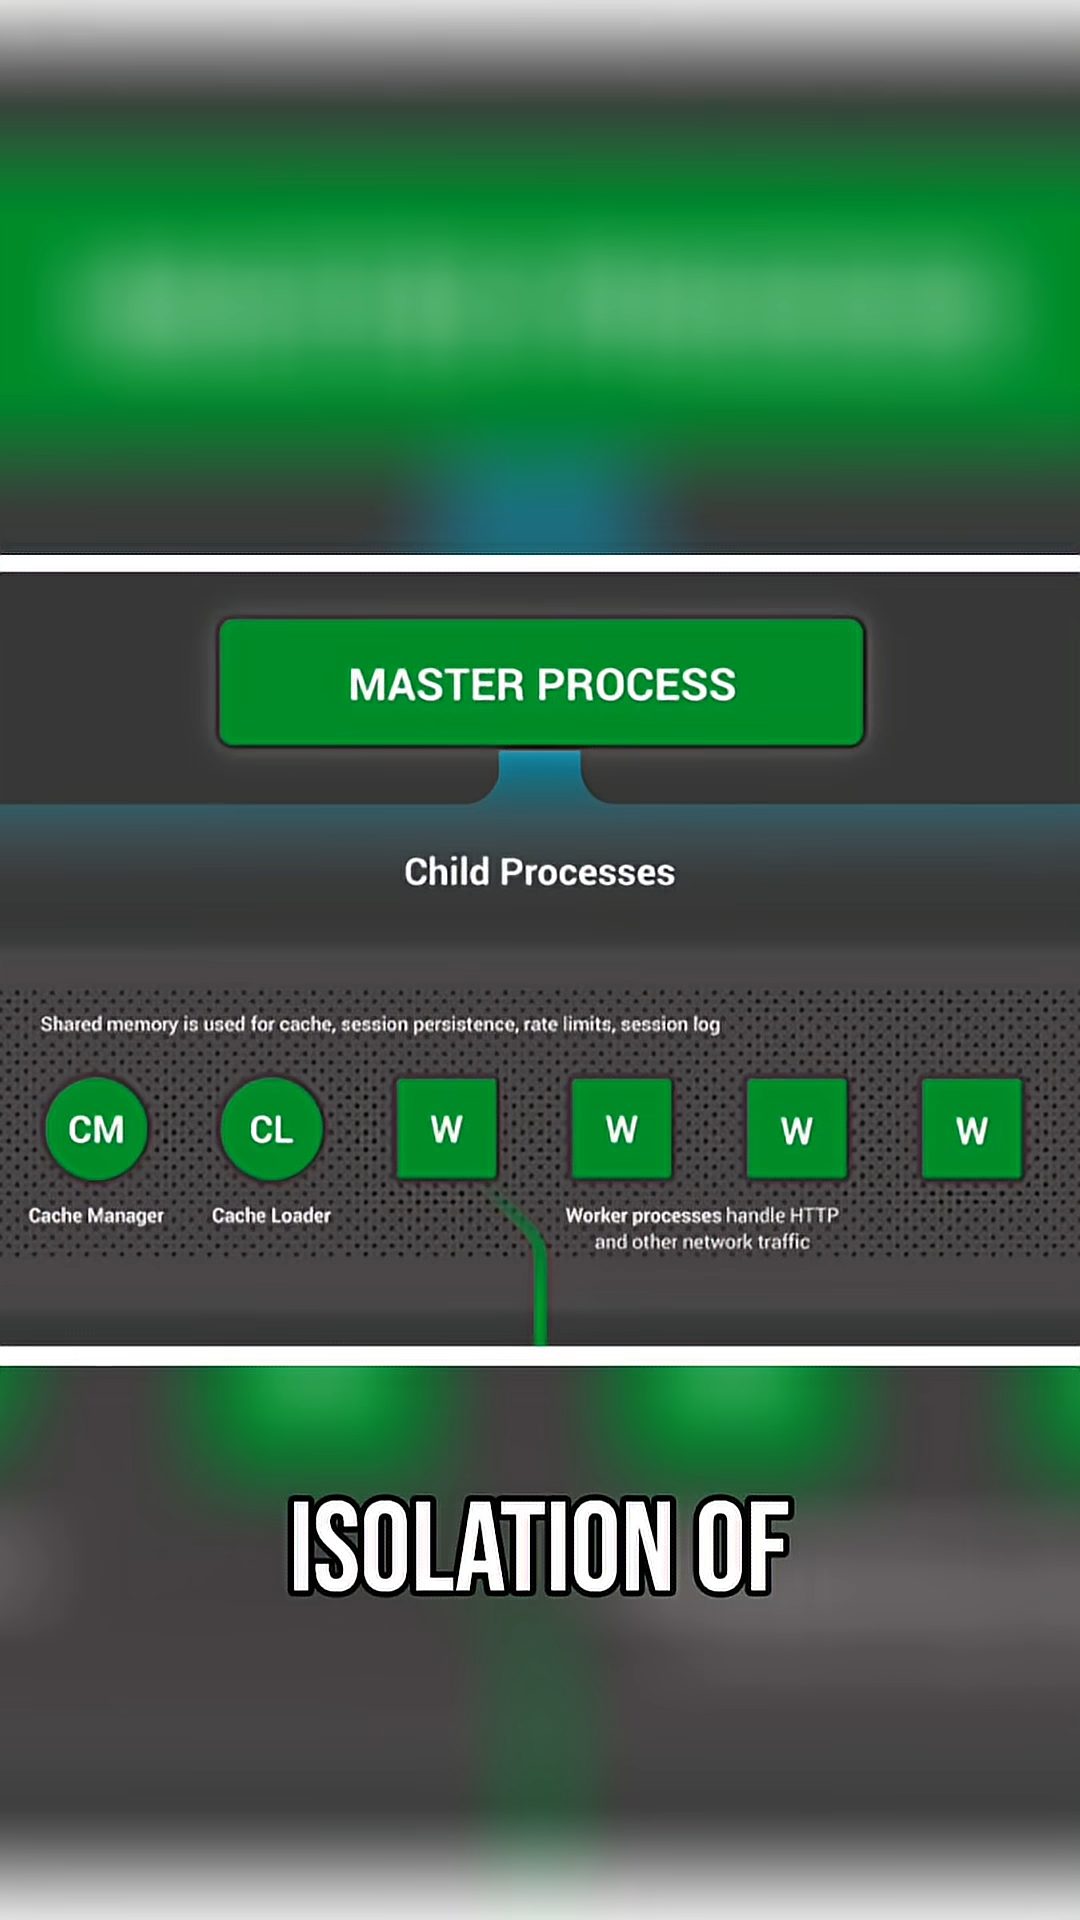 MASTER PROCESS
Child Processes
Shared memory is used for cache, session persistence, rate limits, session log
CM
CL
W
W
W
W
Cache Manager
Cache Loader
Worker processes handle HTTP
and other network traffic
ISOLATION OF